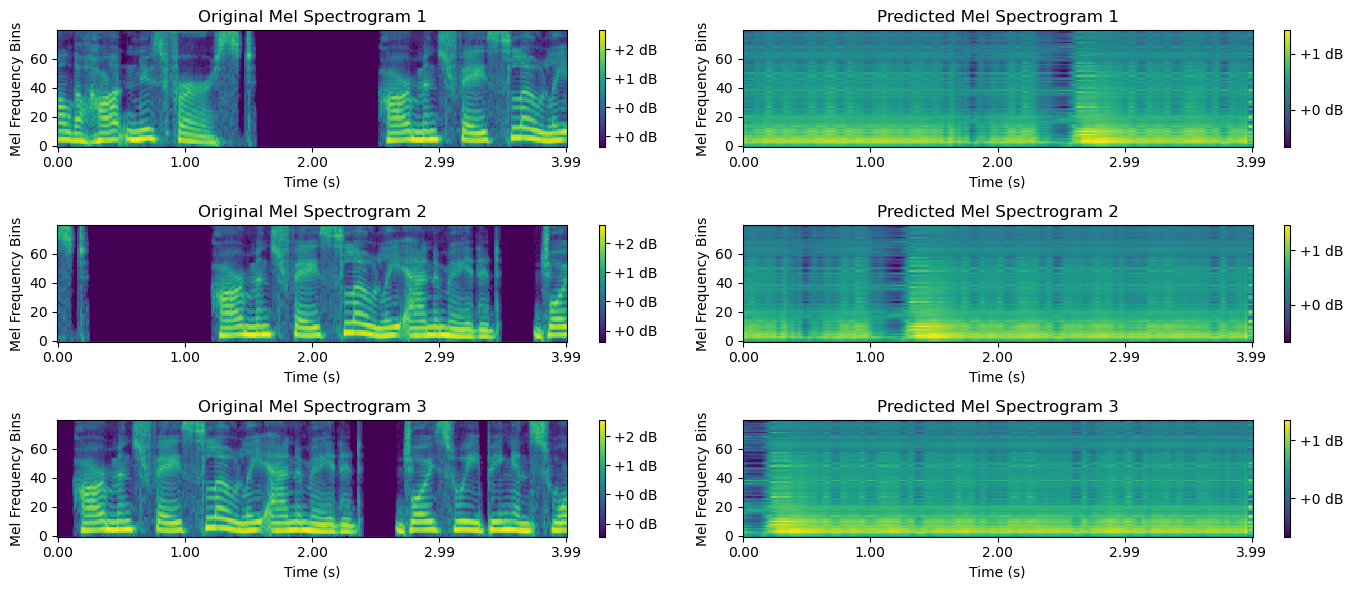 Original Mel Spectrogram 1
Mel Frequency Bins
60
40
20
0
0.00 1.00 2.00 2.99 3.99
Time (s)
+2 dB
+1 dB
+0 dB
+0 dB
Predicted Mel Spectrogram 1
Mel Frequency Bins
60
40
20
0
0.00 1.00 2.00 2.99 3.99
Time (s)
+1 dB
+0 dB
Original Mel Spectrogram 2
Mel Frequency Bins
60
40
20
0
0.00 1.00 2.00 2.99 3.99
Time (s)
+2 dB
+1 dB
+0 dB
+0 dB
Predicted Mel Spectrogram 2
Mel Frequency Bins
60
40
20
0
0.00 1.00 2.00 2.99 3.99
Time (s)
+1 dB
+0 dB
Original Mel Spectrogram 3
Mel Frequency Bins
60
40
20
0
0.00 1.00 2.00 2.99 3.99
Time (s)
+2 dB
+1 dB
+0 dB
+0 dB
Predicted Mel Spectrogram 3
Mel Frequency Bins
60
40
20
0
0.00 1.00 2.00 2.99 3.99
Time (s)
+1 dB
+0 dB